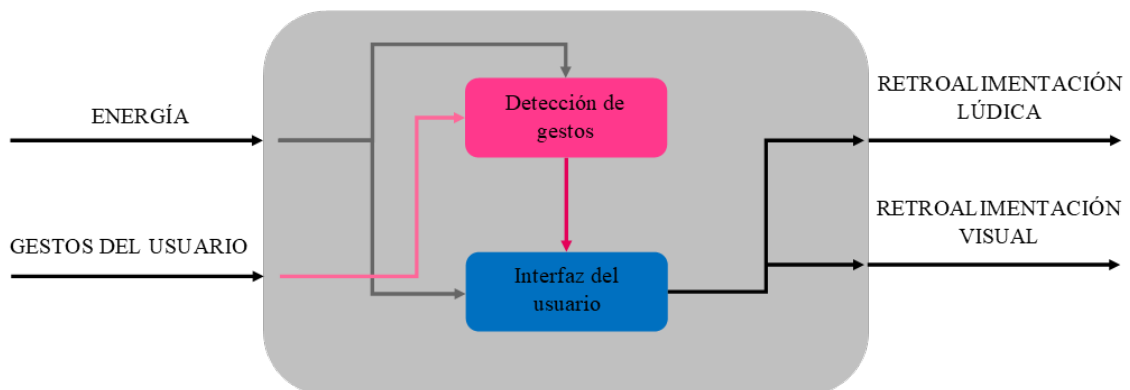 ENERGÍA
GESTOS DEL USUARIO
Detección de
gestos
Interfaz del
usuario
RETROALIMENTACIÓN
LÚDICA
RETROALIMENTACIÓN
VISUAL